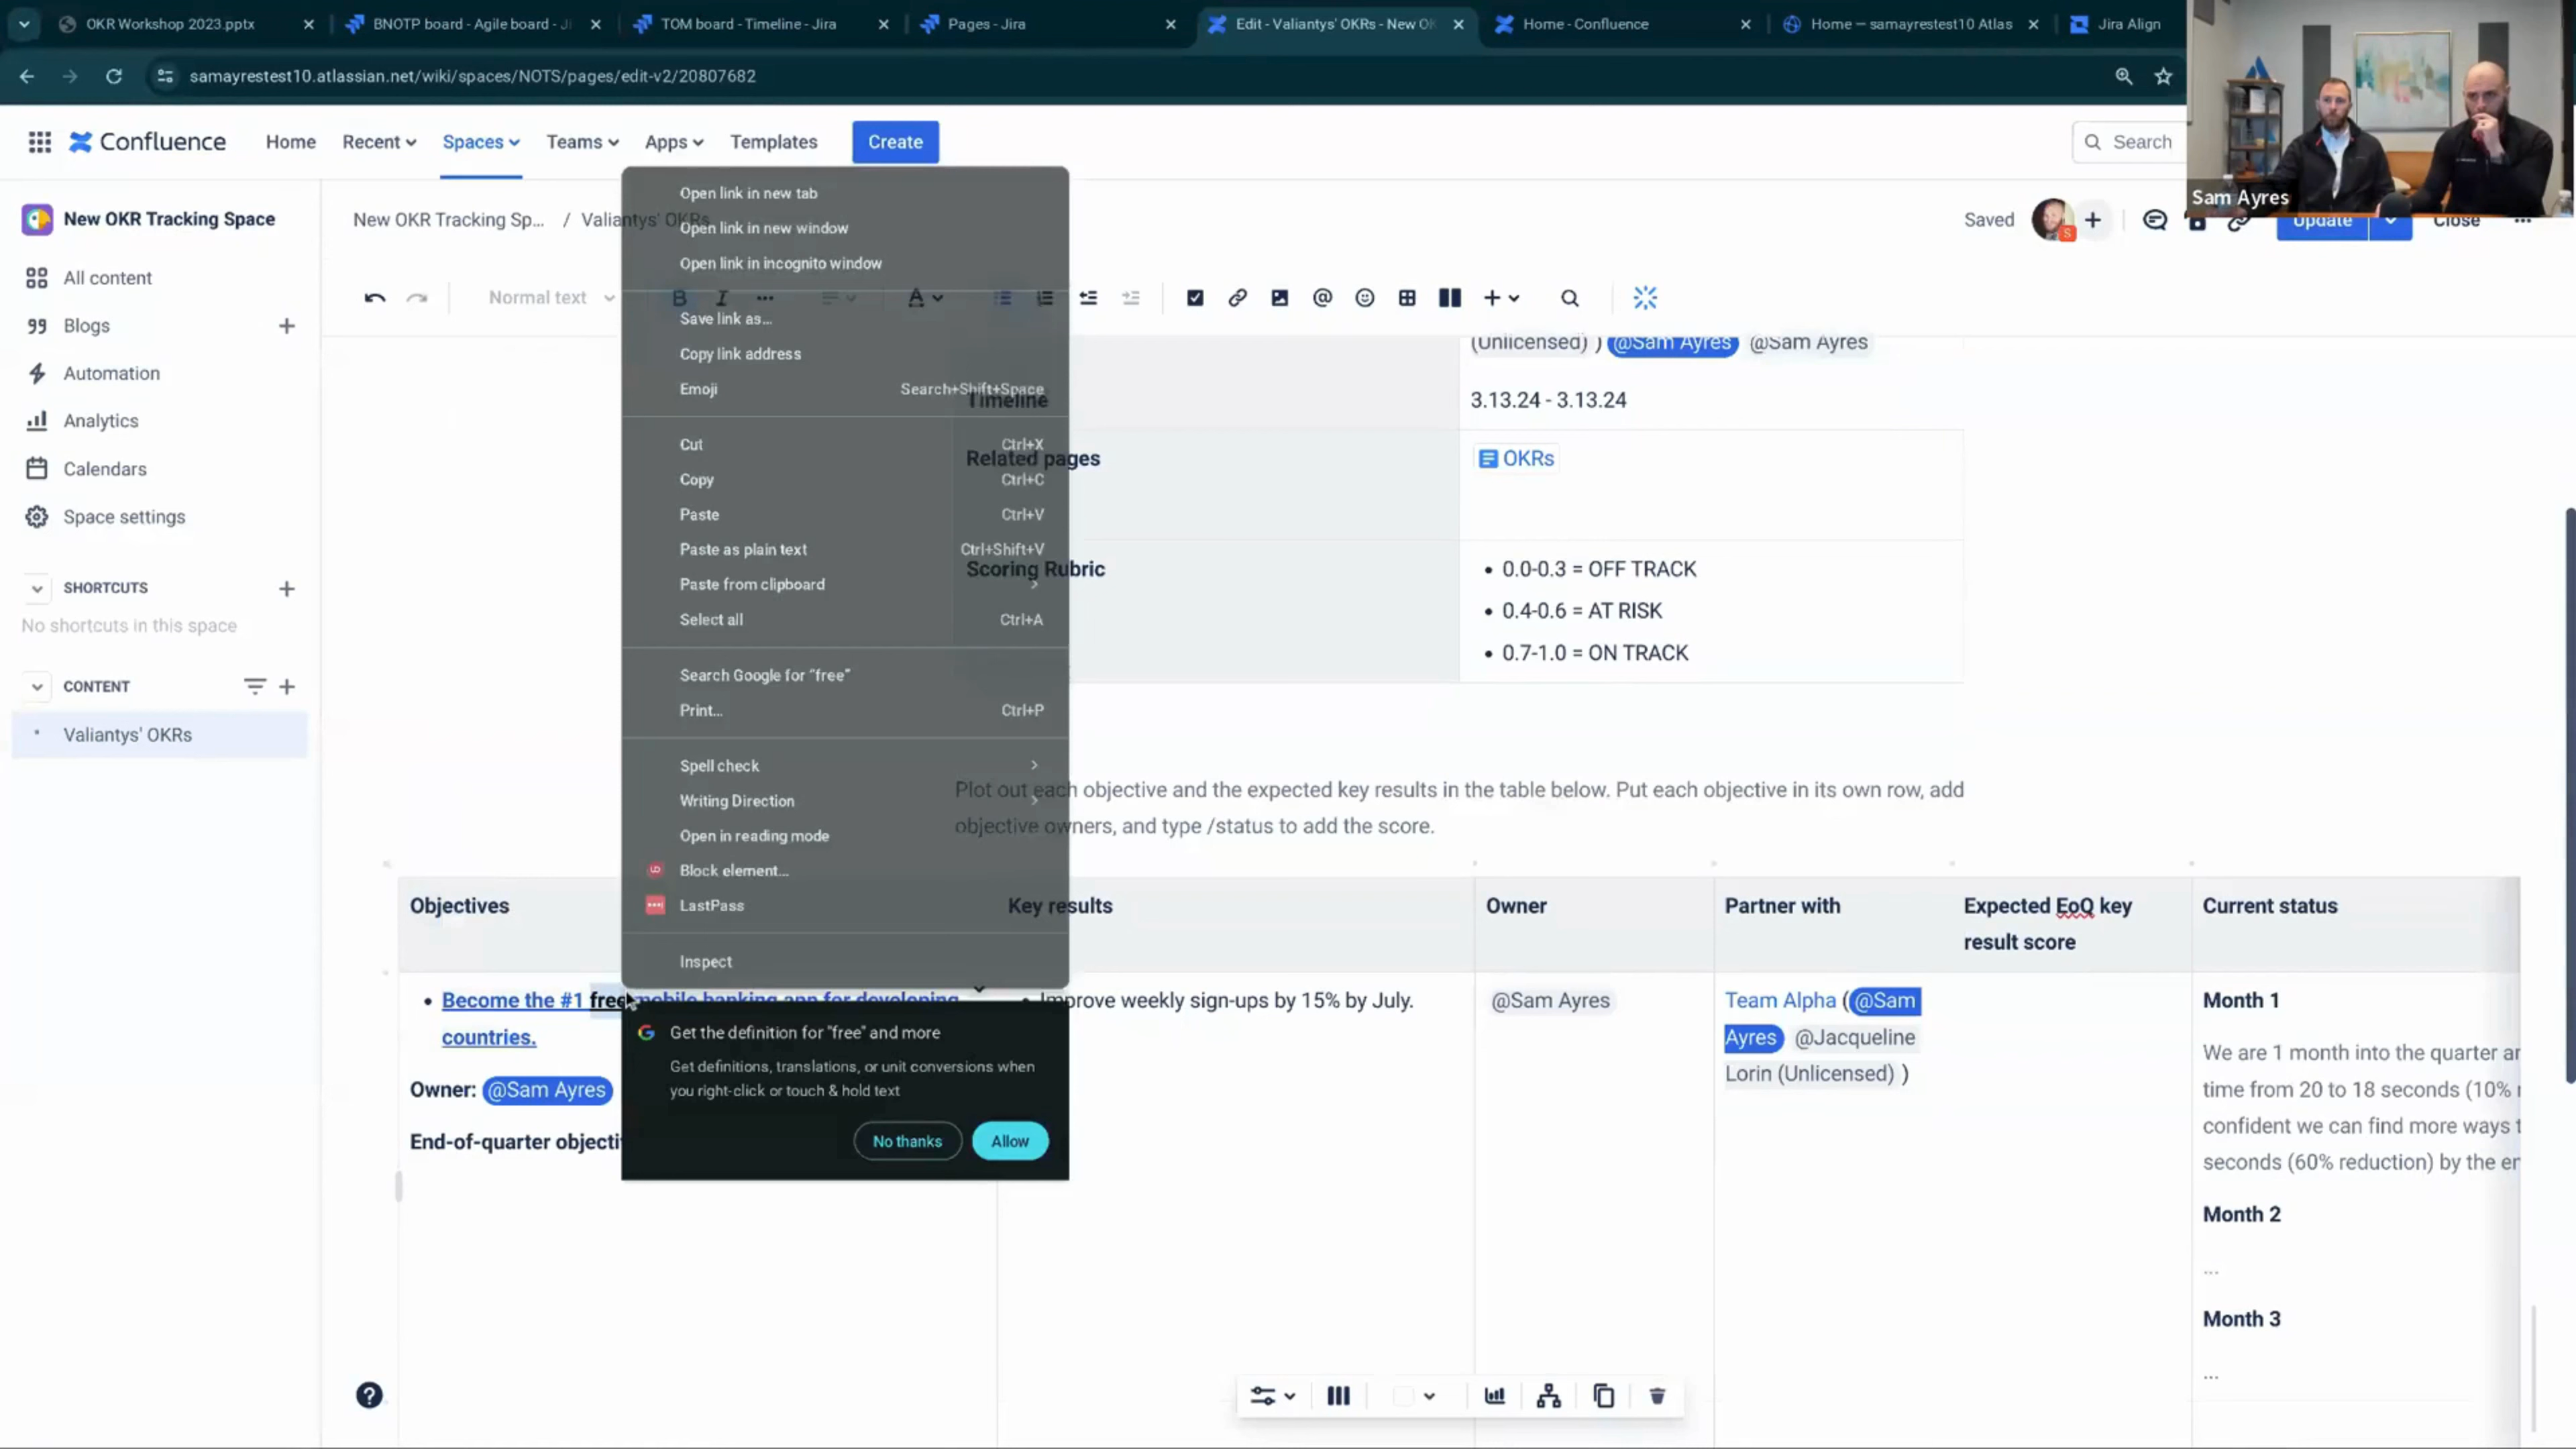 OKR Workshop 2023.pptx
BNOTP board - Agile board - Ji
TOM board - Timeline - Jira
Pages - Jira
Edit - Valiantys' OKRs - New OK
Home - Confluence
Home — samayrestest10 Atlas
Jira Align
samayrestest10.atlassian.net/wiki/spaces/NOTS/pages/edit-v2/20807682
Confluence
Home
Recent
Spaces
Teams
Apps
Templates
Create
Search
Sam Ayres
New OKR Tracking Space
All content
Blogs
Automation
Analytics
Calendars
Space settings
SHORTCUTS
No shortcuts in this space
CONTENT
Valiantys' OKRs
New OKR Tracking Sp... / Valiantys' OKRs
Saved
Update
Close
Normal text
Open link in new tab
Open link in new window
Open link in incognito window
Save link as...
Copy link address
Emoji Search+Shift+Space
Cut Ctrl+X
Copy Ctrl+C
Paste Ctrl+V
Paste as plain text Ctrl+Shift+V
Paste from clipboard
Select all Ctrl+A
Search Google for "free"
Print... Ctrl+P
Spell check
Writing Direction
Open in reading mode
Block element...
LastPass
Inspect
Get the definition for "free" and more
Get definitions, translations, or unit conversions when
you right-click or touch & hold text
No thanks
Allow
(Unlicensed) ) @Sam Ayres @Sam Ayres
Timeline
3.13.24 - 3.13.24
Related pages
OKRs
Scoring Rubric
• 0.0-0.3 = OFF TRACK
• 0.4-0.6 = AT RISK
• 0.7-1.0 = ON TRACK
Plot out each objective and the expected key results in the table below. Put each objective in its own row, add
objective owners, and type /status to add the score.
Objectives
Key results
Owner
Partner with
Expected EoQ key
result score
Current status
• Become the #1 free mobile banking app for developing
countries.
Owner: @Sam Ayres
End-of-quarter objecti
• Improve weekly sign-ups by 15% by July.
@Sam Ayres
Team Alpha (@Sam
Ayres @Jacqueline
Lorin (Unlicensed) )
Month 1
We are 1 month into the quarter an
time from 20 to 18 seconds (10% r
confident we can find more ways t
seconds (60% reduction) by the en
Month 2
...
Month 3
...